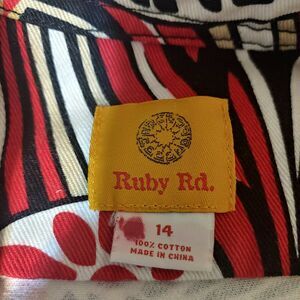 Ruby Rd.
14
100% COTTON
MADE IN CHINA